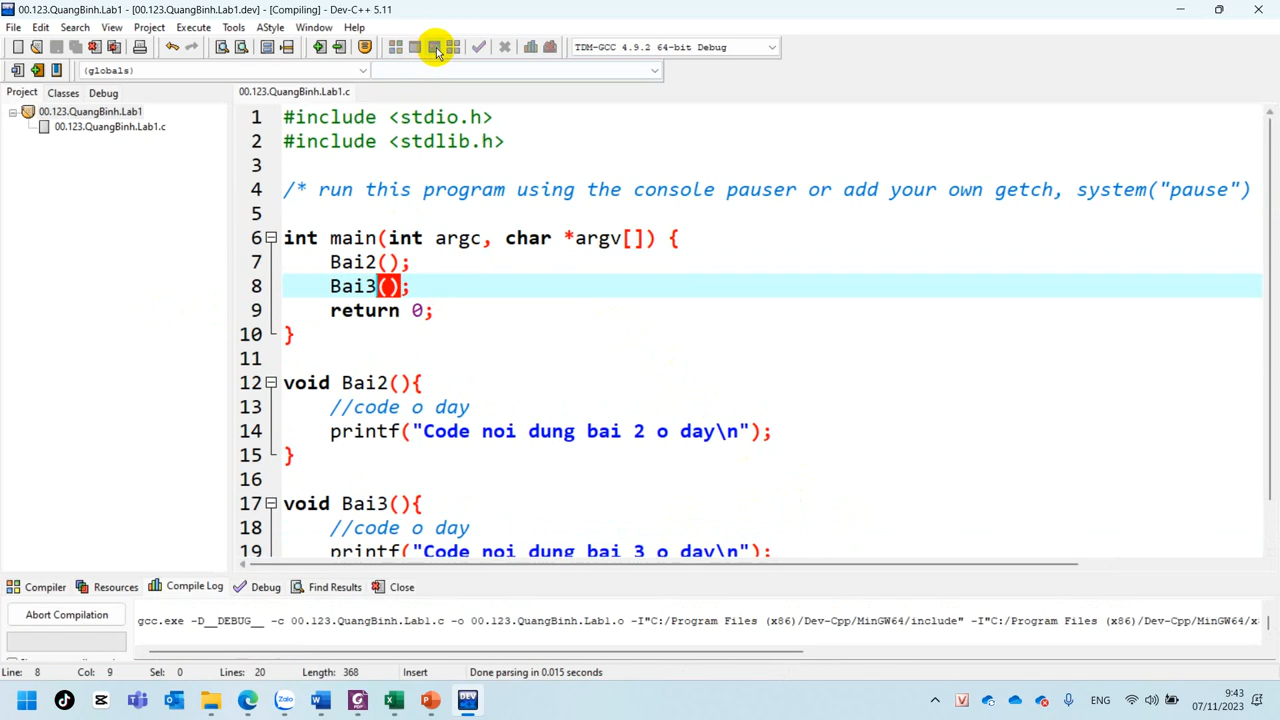 00.123.QuangBinh.Lab1 - [00.123.QuangBinh.Lab1.dev] - [Compiling] - Dev-C++ 5.11
File Edit Search View Project Execute Tools AStyle Window Help
TDM-GCC 4.9.2 64-bit Debug
(globals)
Project Classes Debug
00.123.QuangBinh.Lab1.c
00.123.QuangBinh.Lab1
00.123.QuangBinh.Lab1.c
1 #include <stdio.h>
2 #include <stdlib.h>
3
4 /* run this program using the console pauser or add your own getch, system("pause")
5
6 int main(int argc, char *argv[]) {
7 Bai2();
8 Bai3();
9 return 0;
10 }
11
12 void Bai2(){
13 //code o day
14 printf("Code noi dung bai 2 o day\n");
15 }
16
17 void Bai3(){
18 //code o day
19 printf("Code noi dung bai 3 o day\n");
Compiler Resources Compile Log Debug Find Results Close
Abort Compilation
gcc.exe -D__DEBUG__ -c 00.123.QuangBinh.Lab1.c -o 00.123.QuangBinh.Lab1.o -I"C:/Program Files (x86)/Dev-Cpp/MinGW64/include" -I"C:/Program Files (x86)/Dev-Cpp/MinGW64/x
Line: 8 Col: 9 Sel: 0 Lines: 20 Length: 368 Insert Done parsing in 0.015 seconds
ENG
9:43
07/11/2023